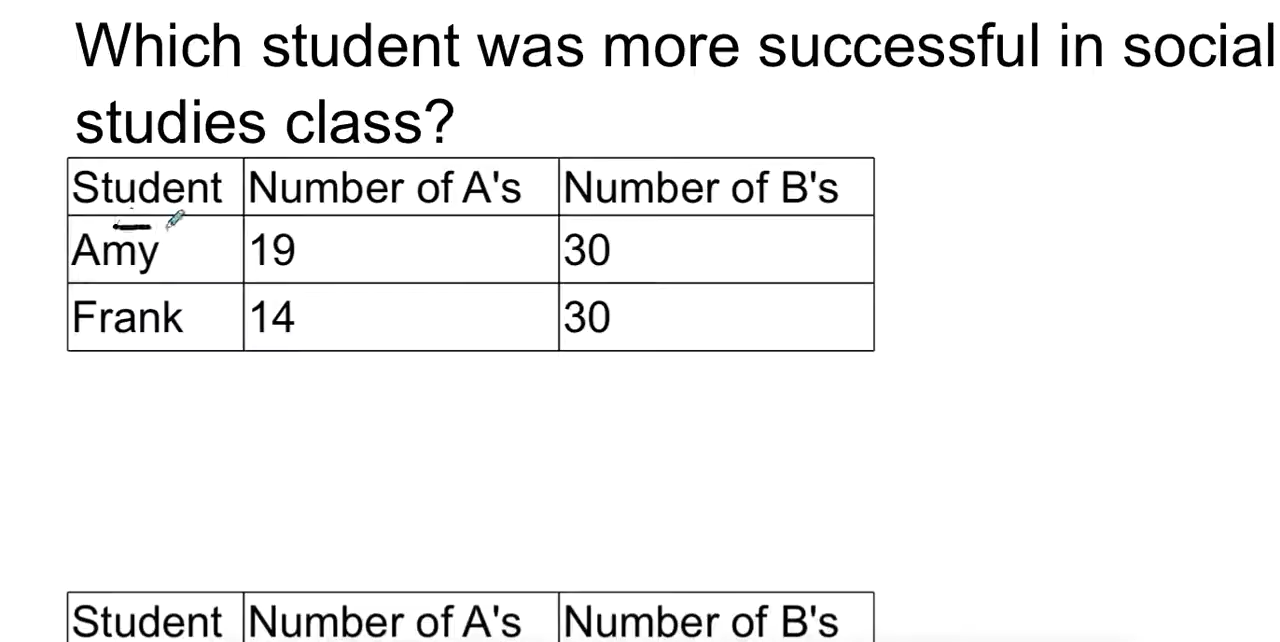 Which student was more successful in social
studies class?
Student Number of A's Number of B's
Amy 19 30
Frank 14 30
Student Number of A's Number of B's